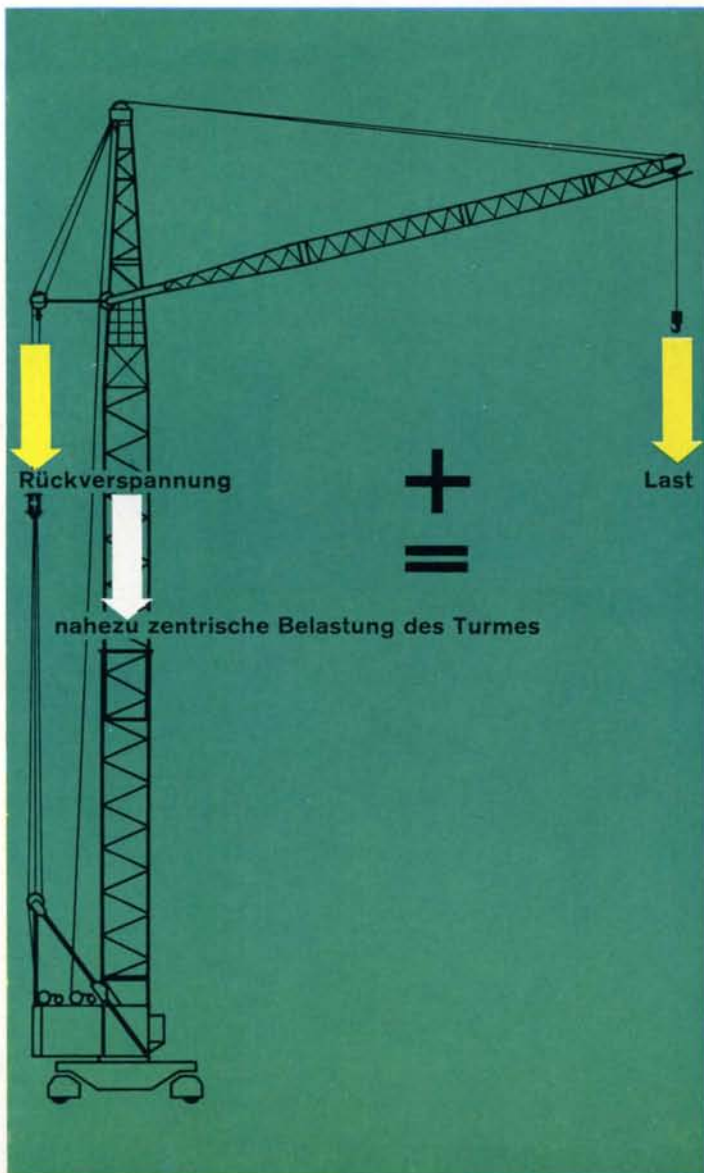 Rückverspannung
+
Last
=
nahezu zentrische Belastung des Turmes